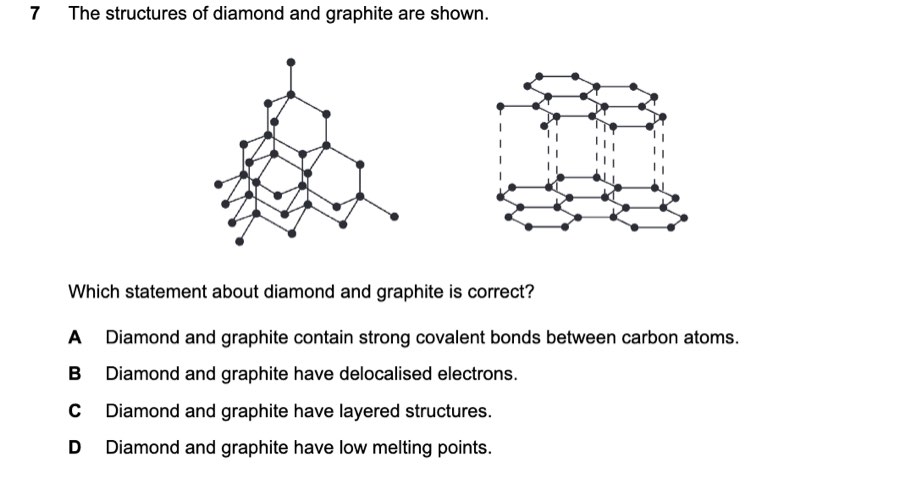 7 The structures of diamond and graphite are shown.
Which statement about diamond and graphite is correct?
A Diamond and graphite contain strong covalent bonds between carbon atoms.
B Diamond and graphite have delocalised electrons.
C Diamond and graphite have layered structures.
D Diamond and graphite have low melting points.